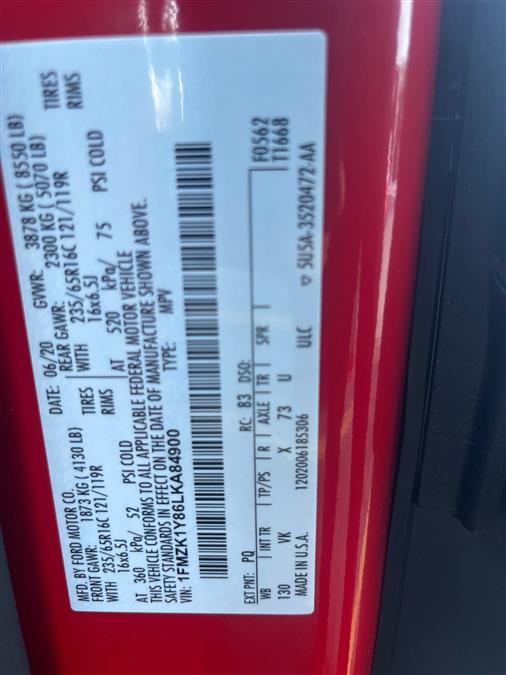 MFD. BY FORD MOTOR CO.
DATE: 06/20 GVWR: 3878 KG ( 8550 LB)
FRONT GAWR: 1873 KG ( 4130 LB) REAR GAWR: 2300 KG ( 5070 LB)
WITH 235/65R16C 121/119R TIRES WITH 235/65R16C 121/119R TIRES
16x6.5J RIMS 16x6.5J RIMS
AT 360 kPa/ 52 PSI COLD AT 520 kPa/ 75 PSI COLD
THIS VEHICLE CONFORMS TO ALL APPLICABLE FEDERAL MOTOR VEHICLE
SAFETY STANDARDS IN EFFECT ON THE DATE OF MANUFACTURE SHOWN ABOVE.
VIN: 1FMZK1Y86LKA84900 TYPE: MPV
EXT PNT: PQ RC: 83 DSO: F0562
WB INT TR TP/PS R AXLE TR SPR T1668
130 VK X 73 U
MADE IN U.S.A. 1202006185306 ULC 5U5A-3520472-AA